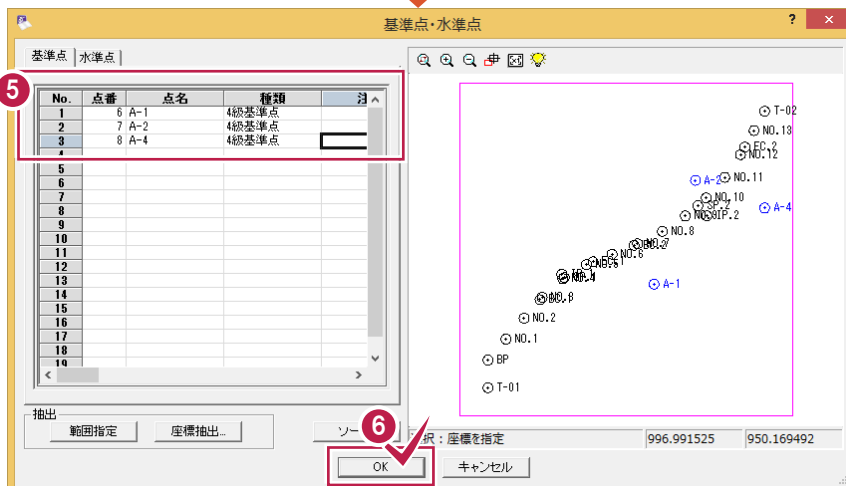 基準点・水準点
?
×
基準点
水準点
5
No. 点番 点名 種類 注
1 6 A-1 4級基準点
2 7 A-2 4級基準点
3 8 A-4 4級基準点
4
5
6
7
8
9
10
11
12
13
14
15
16
17
18
19
T-02
NO.13
EC.2
NO.12
NO.11
A-2
NO.10
SP.2
A-4
IP.2
NO.8
NO.7
NO.6
A-1
NO.2
NO.1
BP
T-01
抽出
範囲指定
座標抽出...
ソー
6
択:座標を指定
996.991525
950.169492
OK
キャンセル